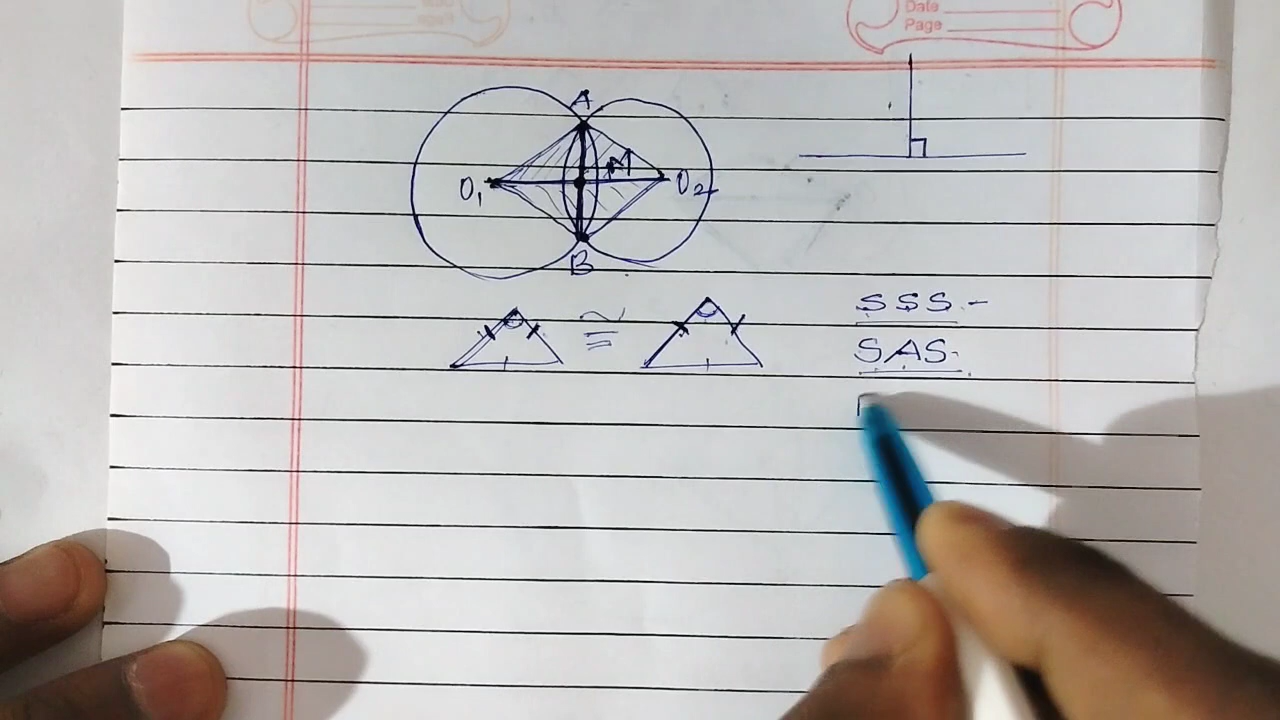 Date
Page
A
O₁ M O₂
B
≅
SSS-
SAS-